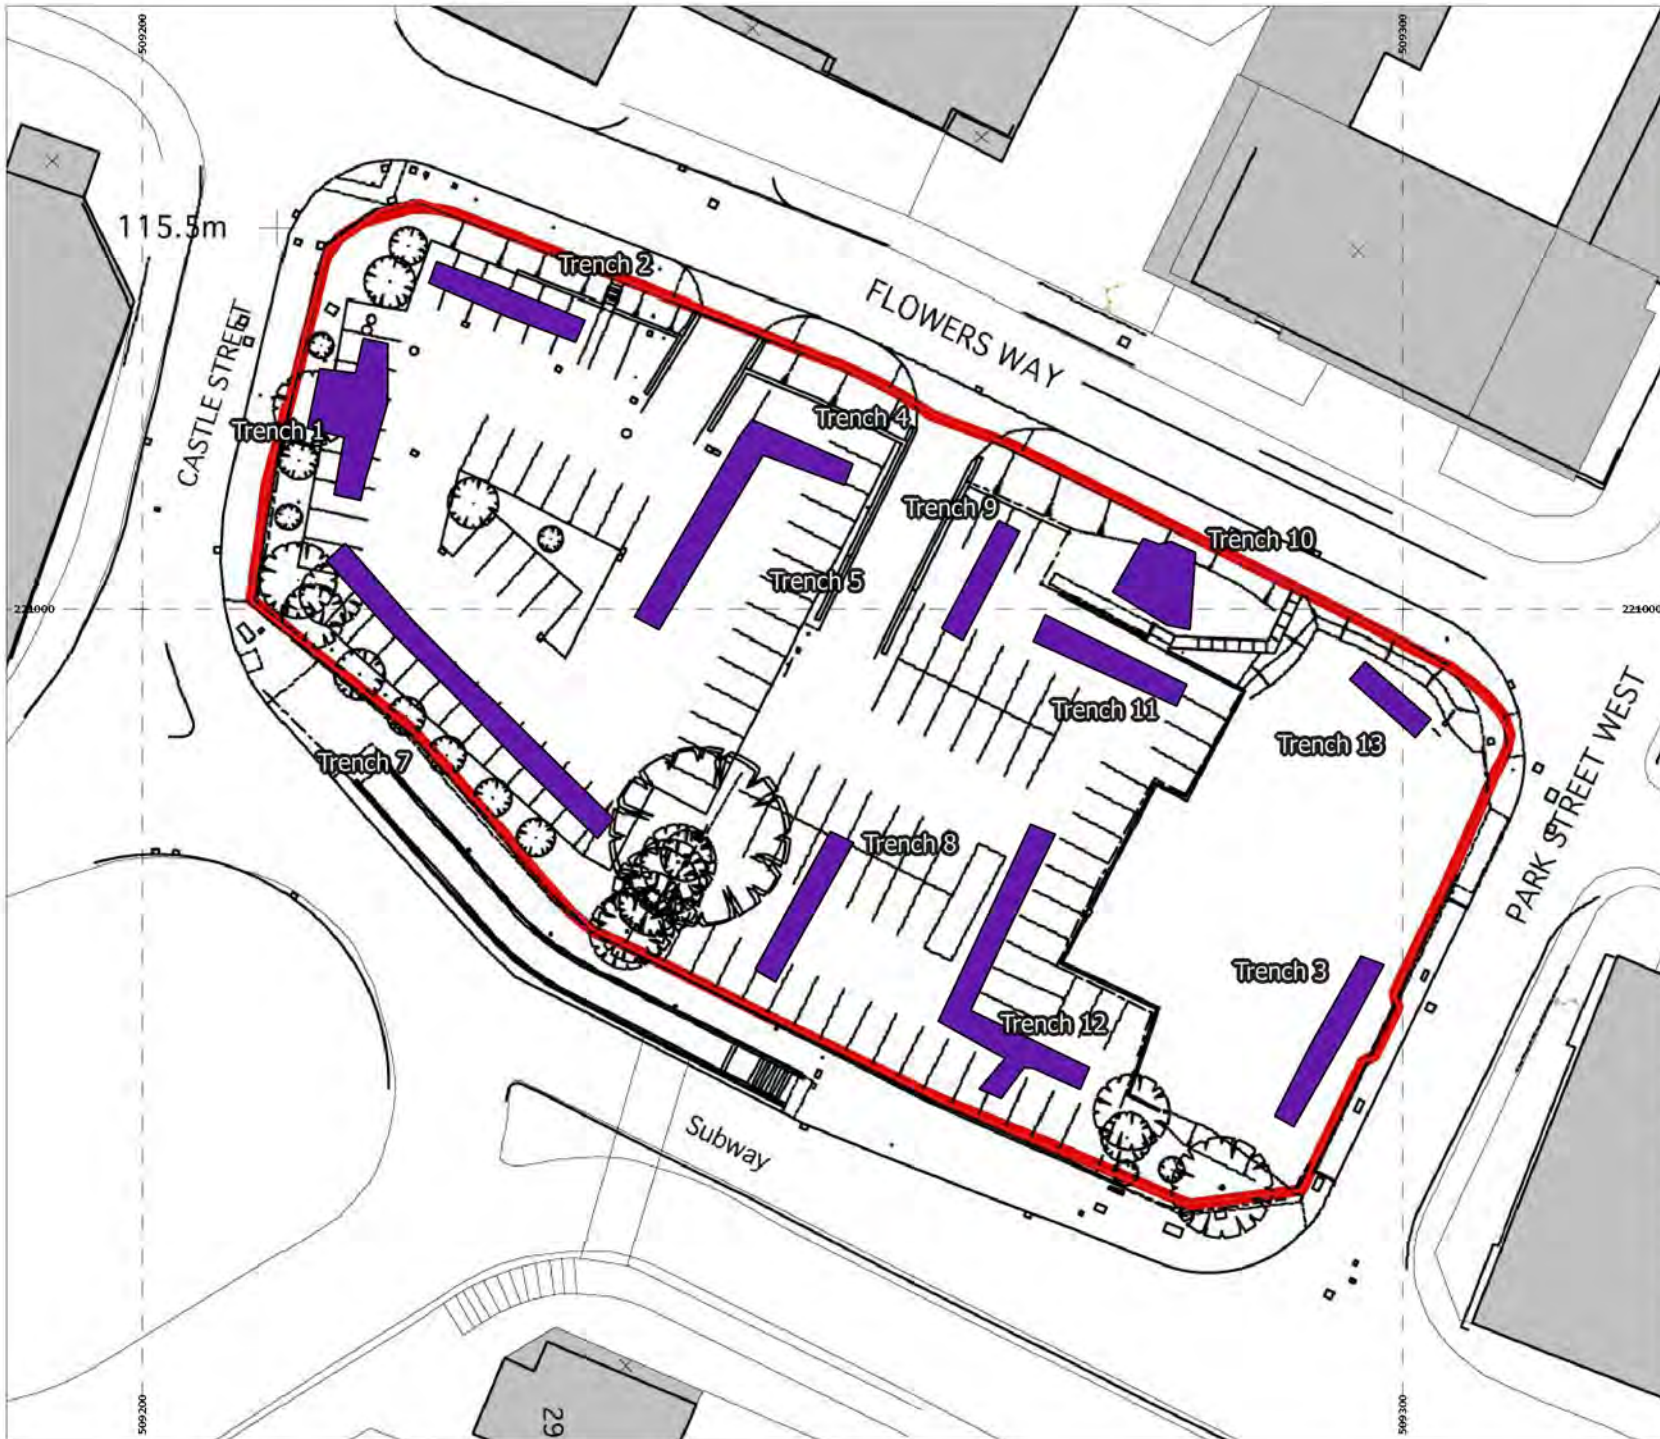 509200
509300
115.5m
Trench 2
FLOWERS WAY
CASTLE STREET
Trench 1
Trench 4
Trench 9
Trench 10
Trench 5
221000
221000
Trench 11
Trench 13
PARK STREET WEST
Trench 7
Trench 8
Trench 3
Trench 12
Subway
29
509200
509300